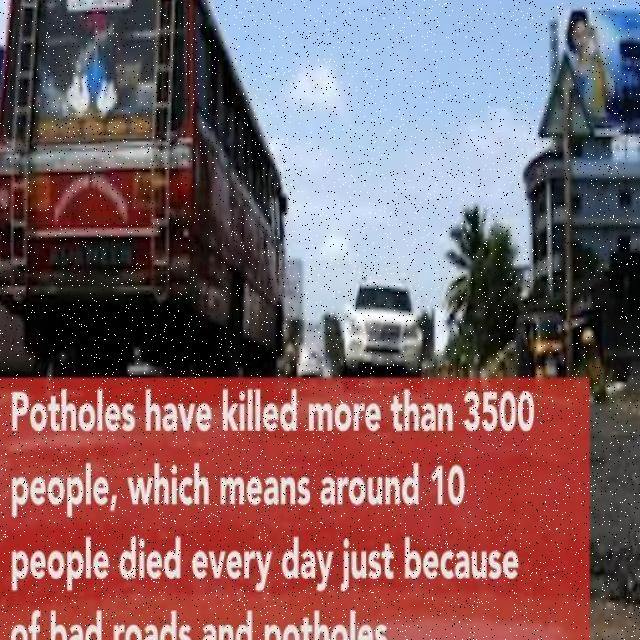 Potholes have killed more than 3500
people, which means around 10
people died every day just because
of bad roads and potholes